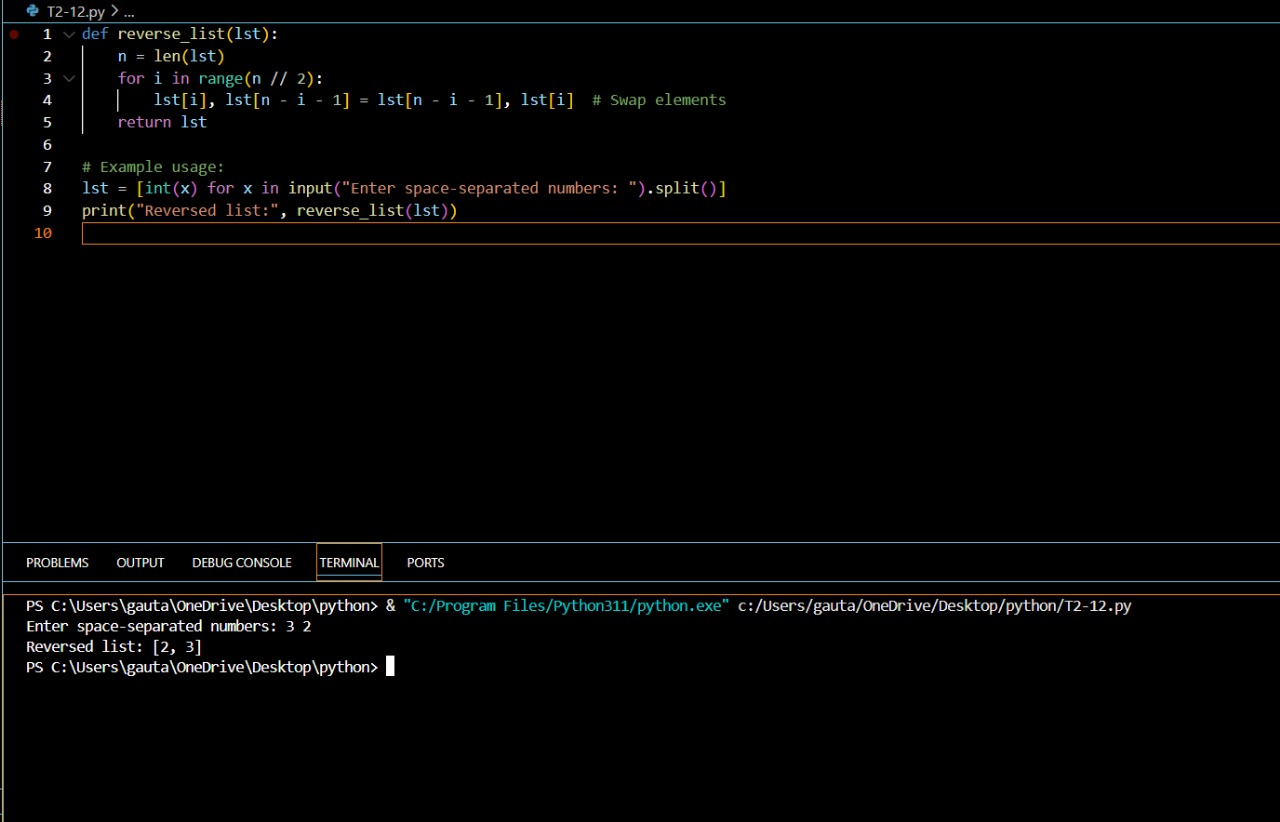 T2-12.py > ...
1 def reverse_list(lst):
2     n = len(lst)
3     for i in range(n // 2):
4         lst[i], lst[n - i - 1] = lst[n - i - 1], lst[i]  # Swap elements
5     return lst
6
7 # Example usage:
8 lst = [int(x) for x in input("Enter space-separated numbers: ").split()]
9 print("Reversed list:", reverse_list(lst))
10
PROBLEMS OUTPUT DEBUG CONSOLE TERMINAL PORTS
PS C:\Users\gauta\OneDrive\Desktop\python> & "C:/Program Files/Python311/python.exe" c:/Users/gauta/OneDrive/Desktop/python/T2-12.py
Enter space-separated numbers: 3 2
Reversed list: [2, 3]
PS C:\Users\gauta\OneDrive\Desktop\python>